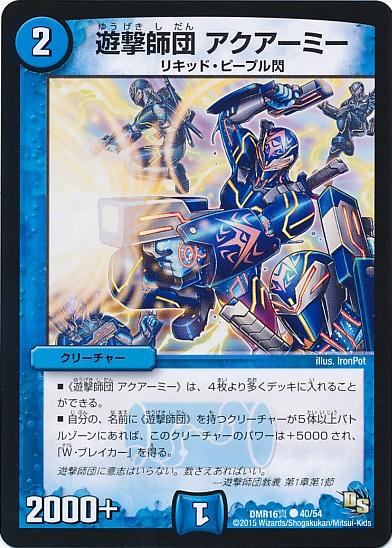 2
ゆうげきしだん
遊撃師団 アクアーミー
リキッド・ピープル閃
illus. IronPot
クリーチャー
■《遊撃師団 アクアーミー》は、4枚より多くデッキに入れることができる。
■自分の、名前に《遊撃師団》を持つクリーチャーが5体以上バトルゾーンにあれば、このクリーチャーのパワーは+5000され、「W・ブレイカー」を得る。
遊撃師団に意志はいらない。数さえあればいい。
---遊撃師団教義 第1章第1節
2000+
1
DMR16 40/54
©2015 Wizards/Shogakukan/Mitsui-Kids
DS